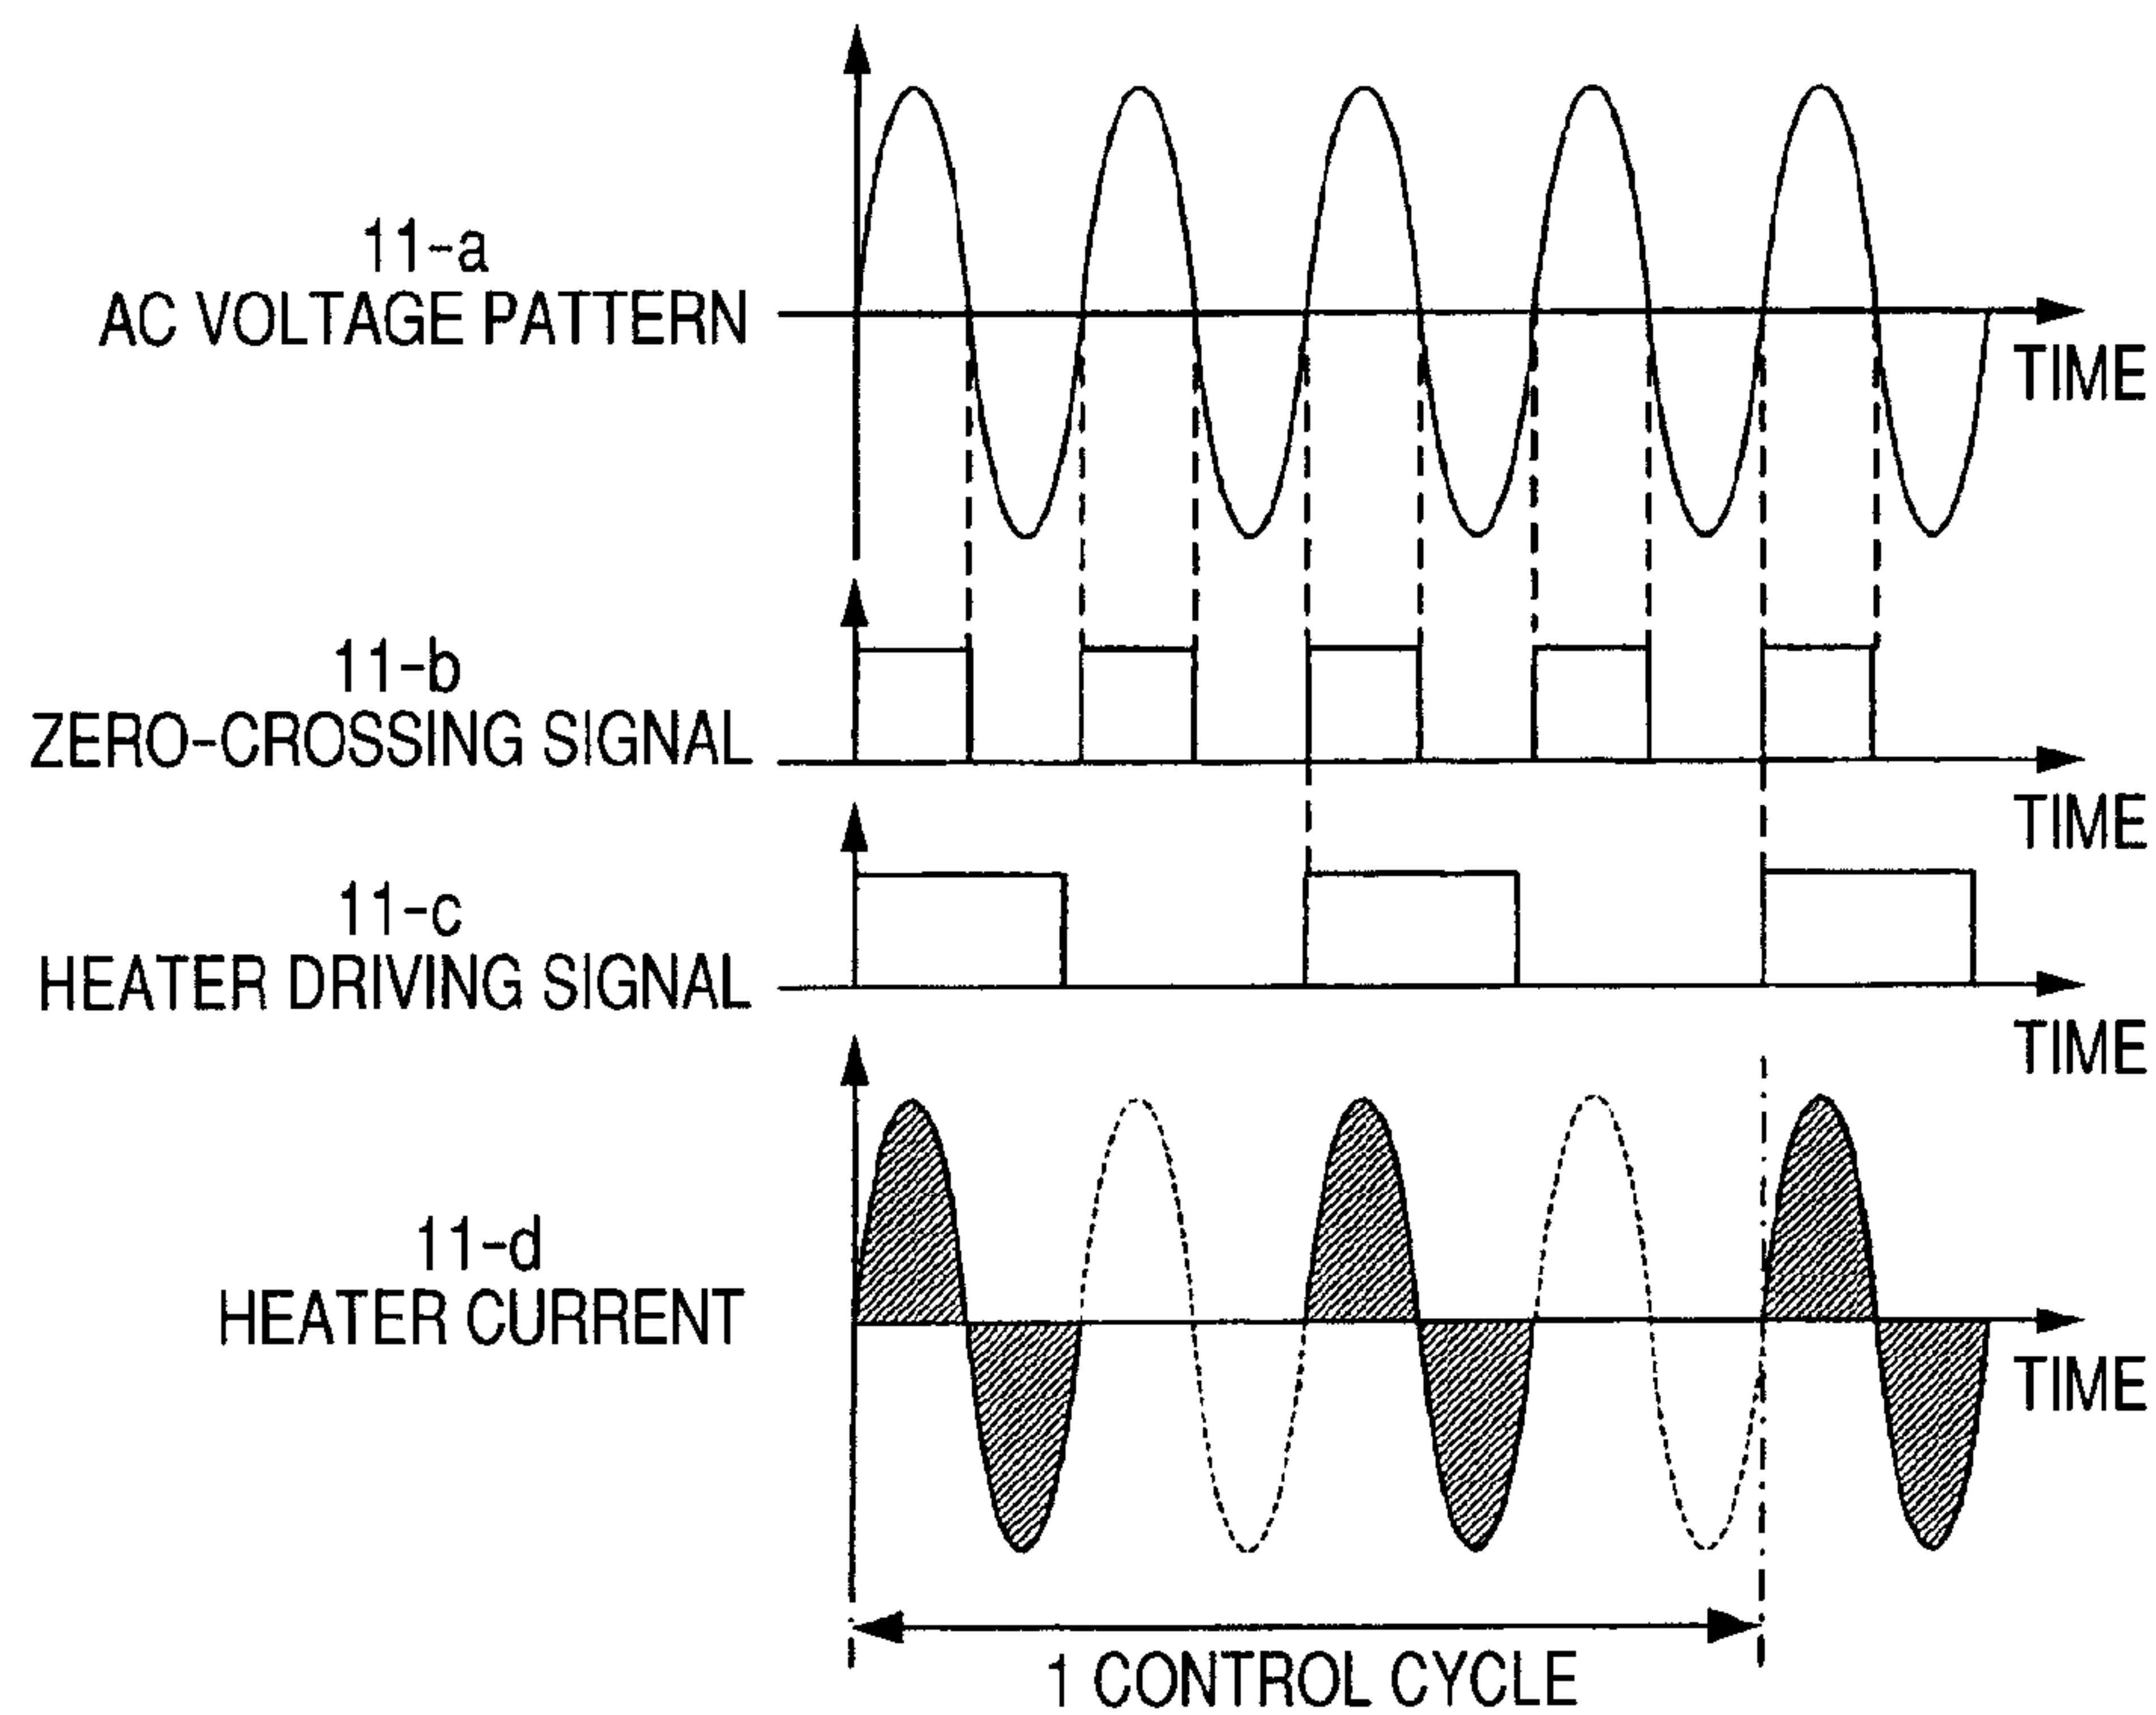 11-a
AC VOLTAGE PATTERN
TIME
11-b
ZERO-CROSSING SIGNAL
TIME
11-c
HEATER DRIVING SIGNAL
TIME
11-d
HEATER CURRENT
TIME
1 CONTROL CYCLE